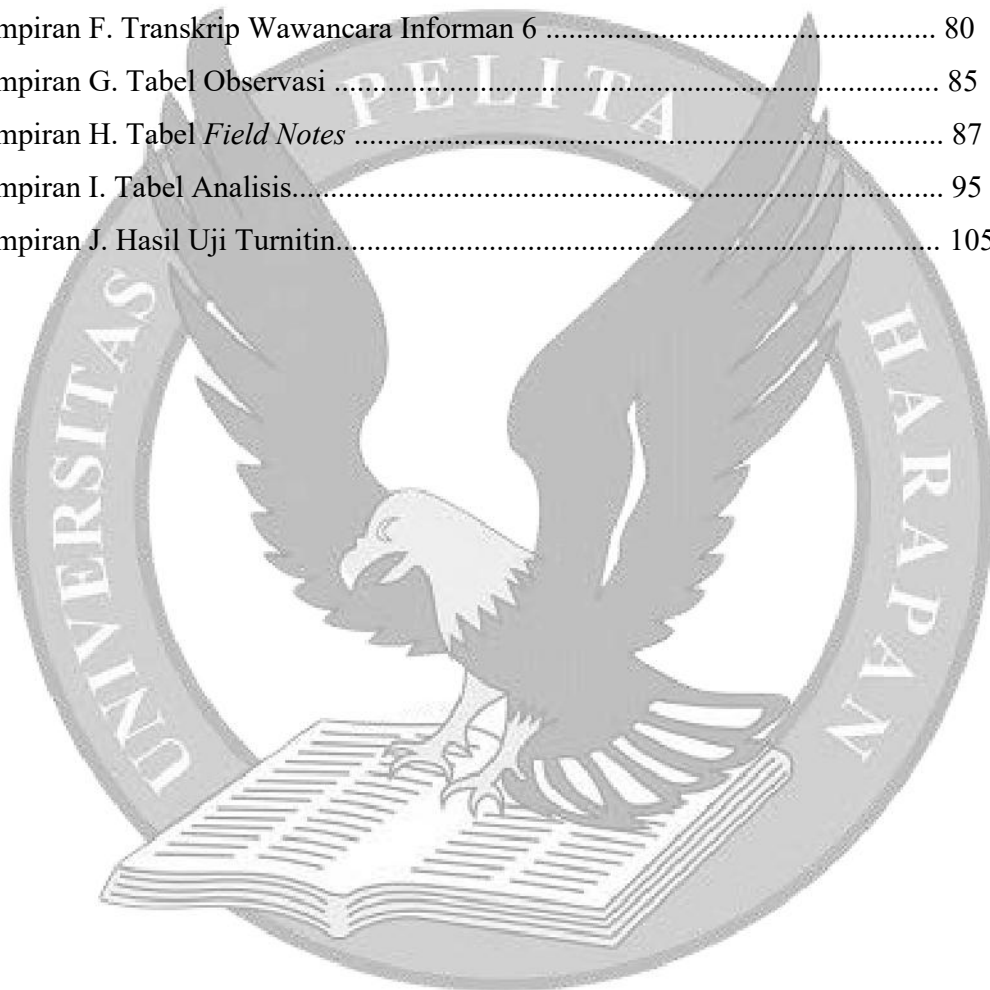 mpiran F. Transkrip Wawancara Informan 6 ................................................. 80
mpiran G. Tabel Observasi ............................................................................. 85
mpiran H. Tabel Field Notes .......................................................................... 87
mpiran I. Tabel Analisis.................................................................................. 95
mpiran J. Hasil Uji Turnitin............................................................................ 105
UNIVERSITAS PELITA HARAPAN